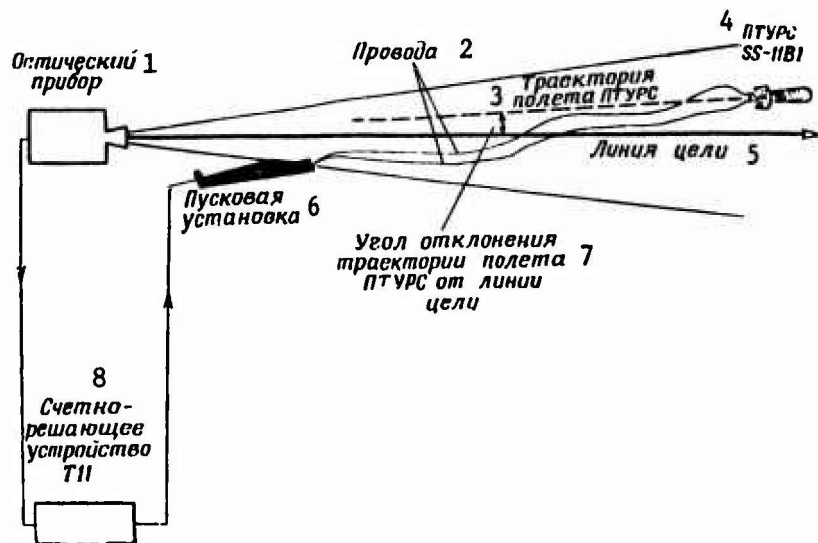 Оптический 1
прибор
Провода 2
3
Траектория
полета ПТУРС
4 ПТУРС
SS-11B1
Линия цели 5
Пусковая
установка 6
Угол отклонения
траектории полета 7
ПТУРС от линии
цели
8
Счетно-
решающее
устройство
Т11